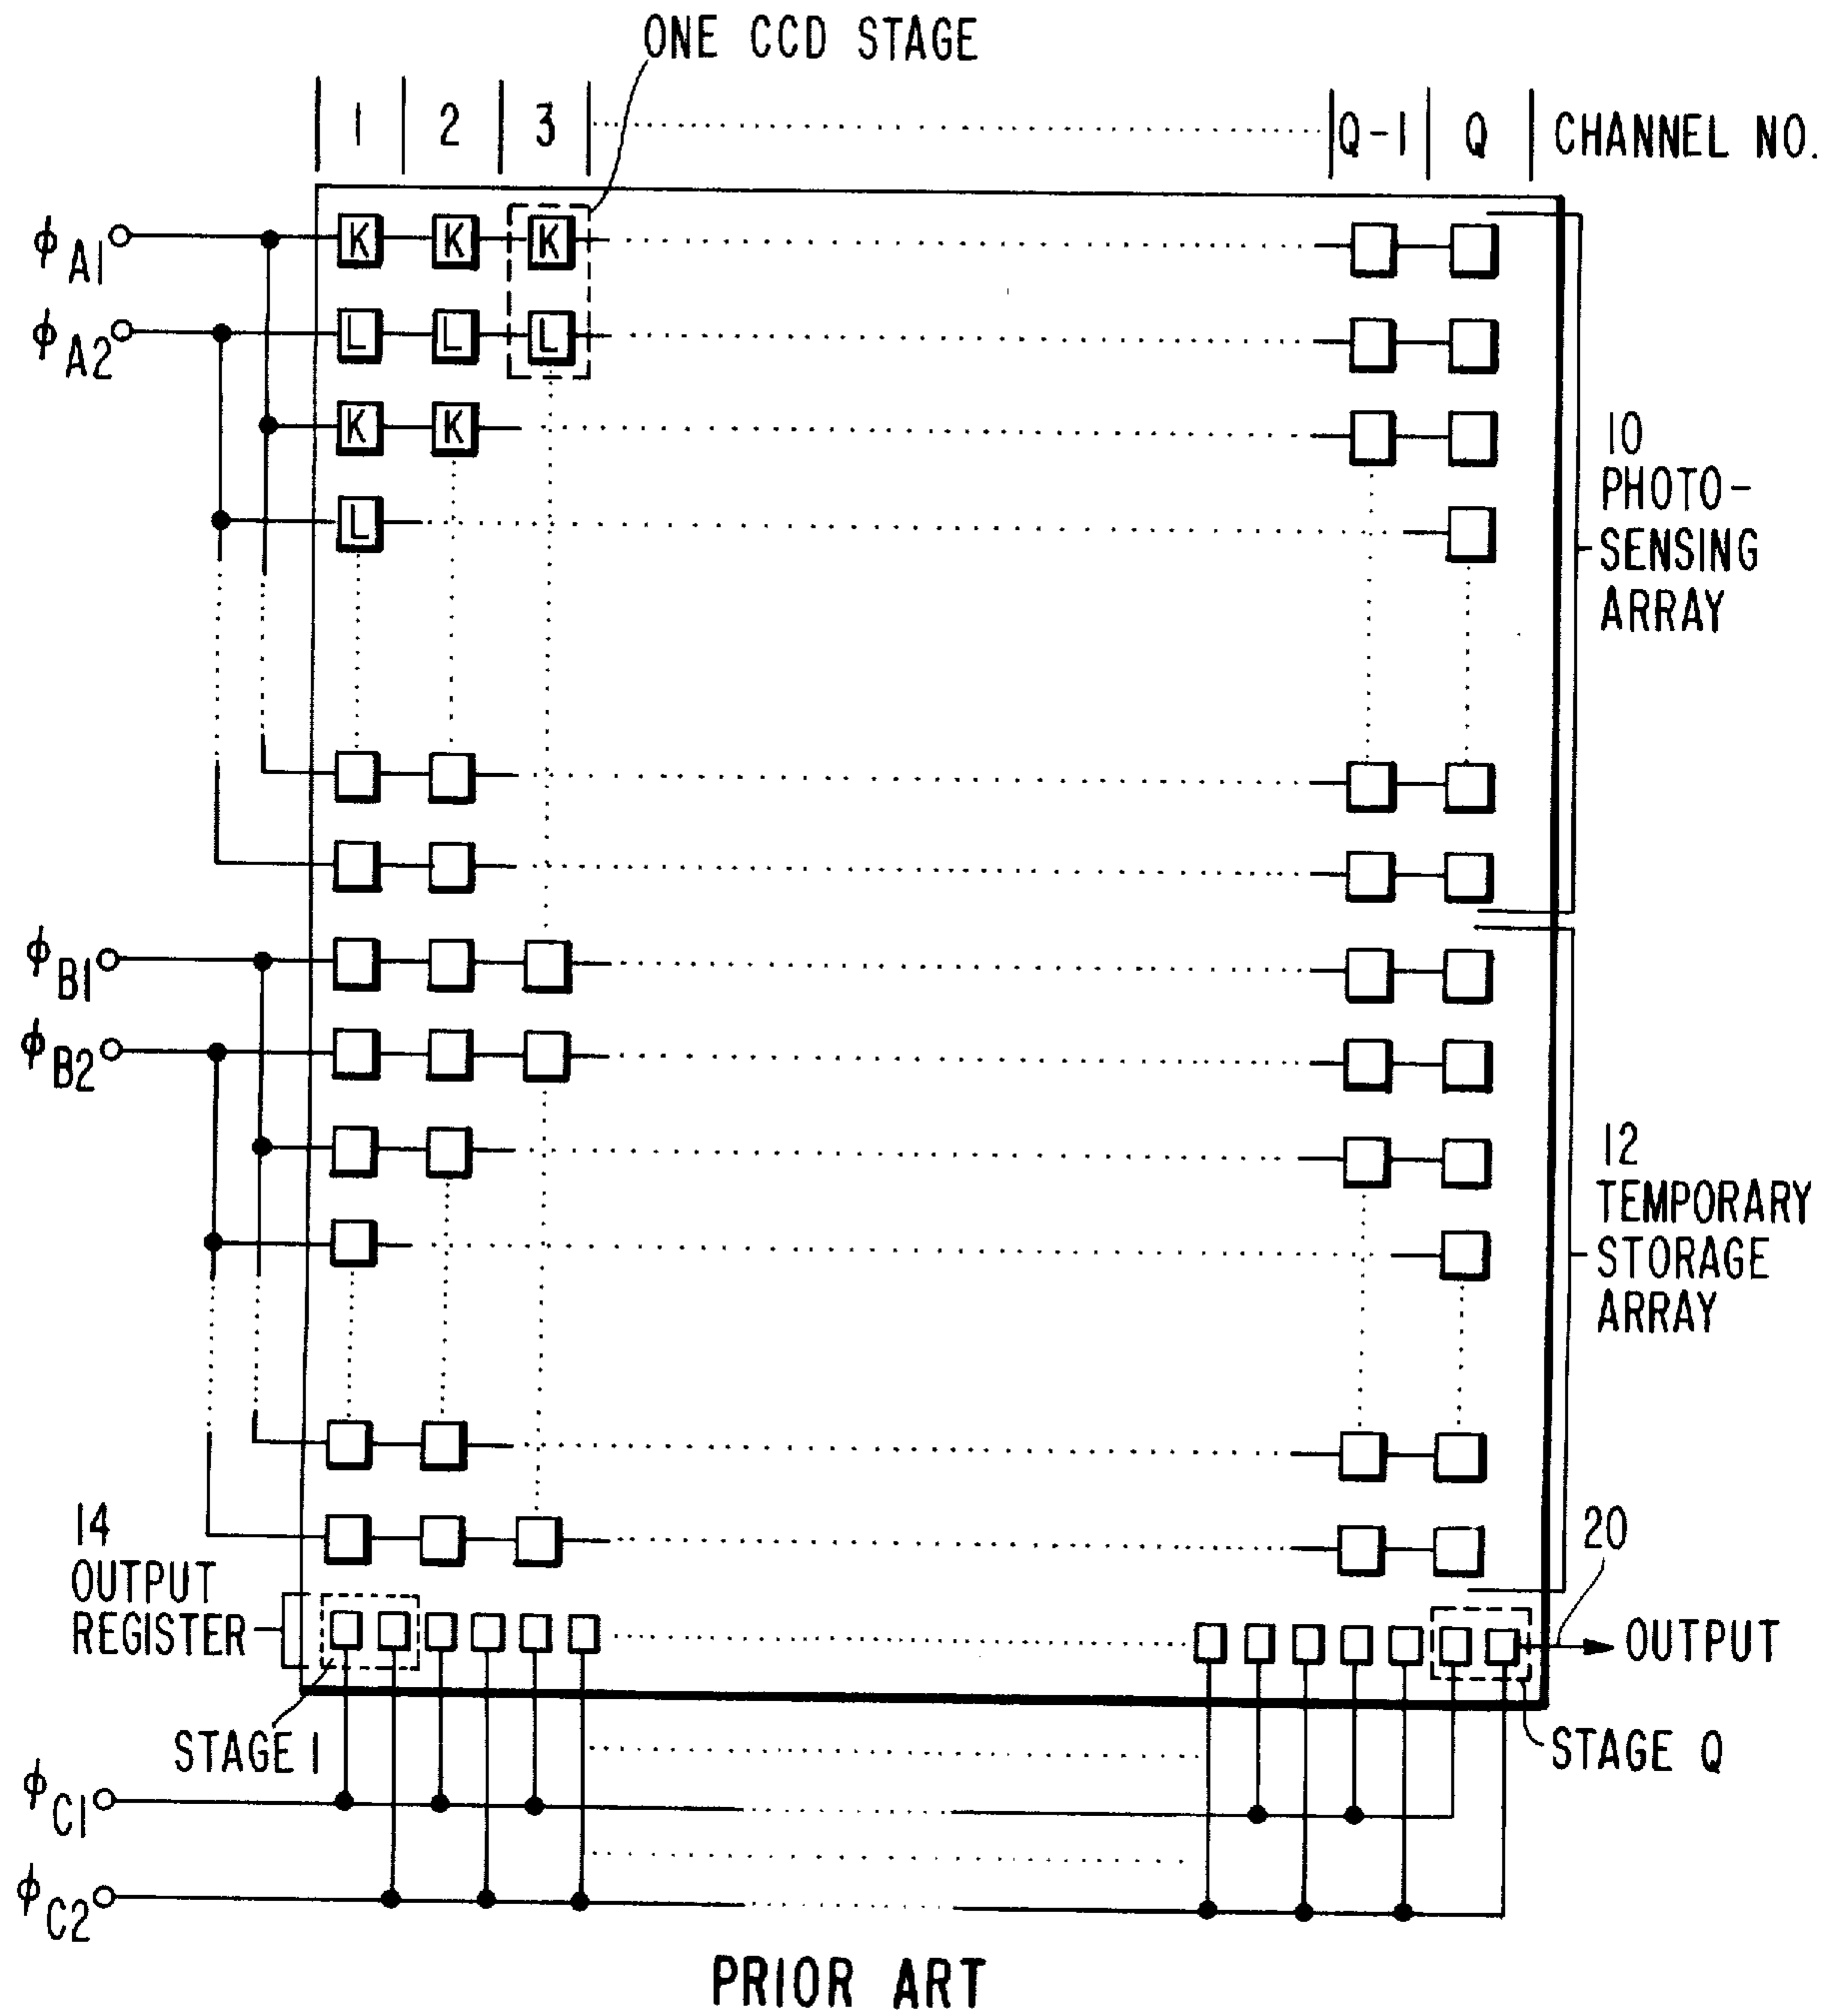 ONE CCD STAGE
1 2 3 Q-1 Q CHANNEL NO.
ϕA1 K K K
ϕA2 L L L
K K
L
10
PHOTO-
SENSING
ARRAY
ϕB1
ϕB2
12
TEMPORARY
STORAGE
ARRAY
14
OUTPUT
REGISTER
20
OUTPUT
STAGE 1
STAGE Q
ϕC1
ϕC2
PRIOR ART